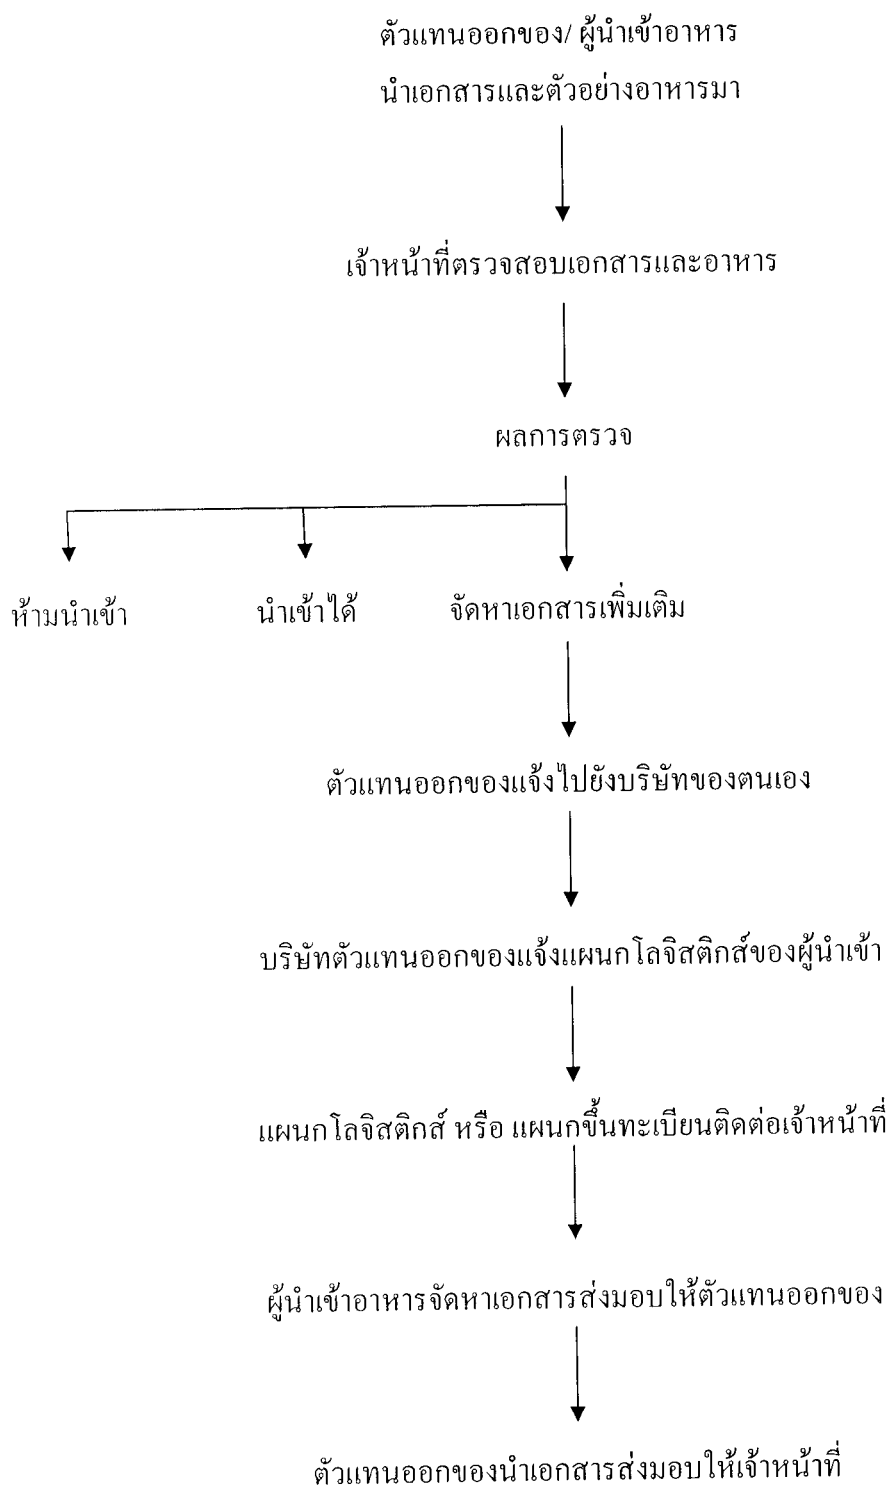 ตัวแทนออกของ/ ผู้นำเข้าอาหาร
นำเอกสารและตัวอย่างอาหารมา
เจ้าหน้าที่ตรวจสอบเอกสารและอาหาร
ผลการตรวจ
ห้ามนำเข้า
นำเข้าได้
จัดหาเอกสารเพิ่มเติม
ตัวแทนออกของแจ้งไปยังบริษัทของตนเอง
บริษัทตัวแทนออกของแจ้งแผนกโลจิสติกส์ของผู้นำเข้า
แผนกโลจิสติกส์ หรือ แผนกขึ้นทะเบียนติดต่อเจ้าหน้าที่
ผู้นำเข้าอาหารจัดหาเอกสารส่งมอบให้ตัวแทนออกของ
ตัวแทนออกของนำเอกสารส่งมอบให้เจ้าหน้าที่